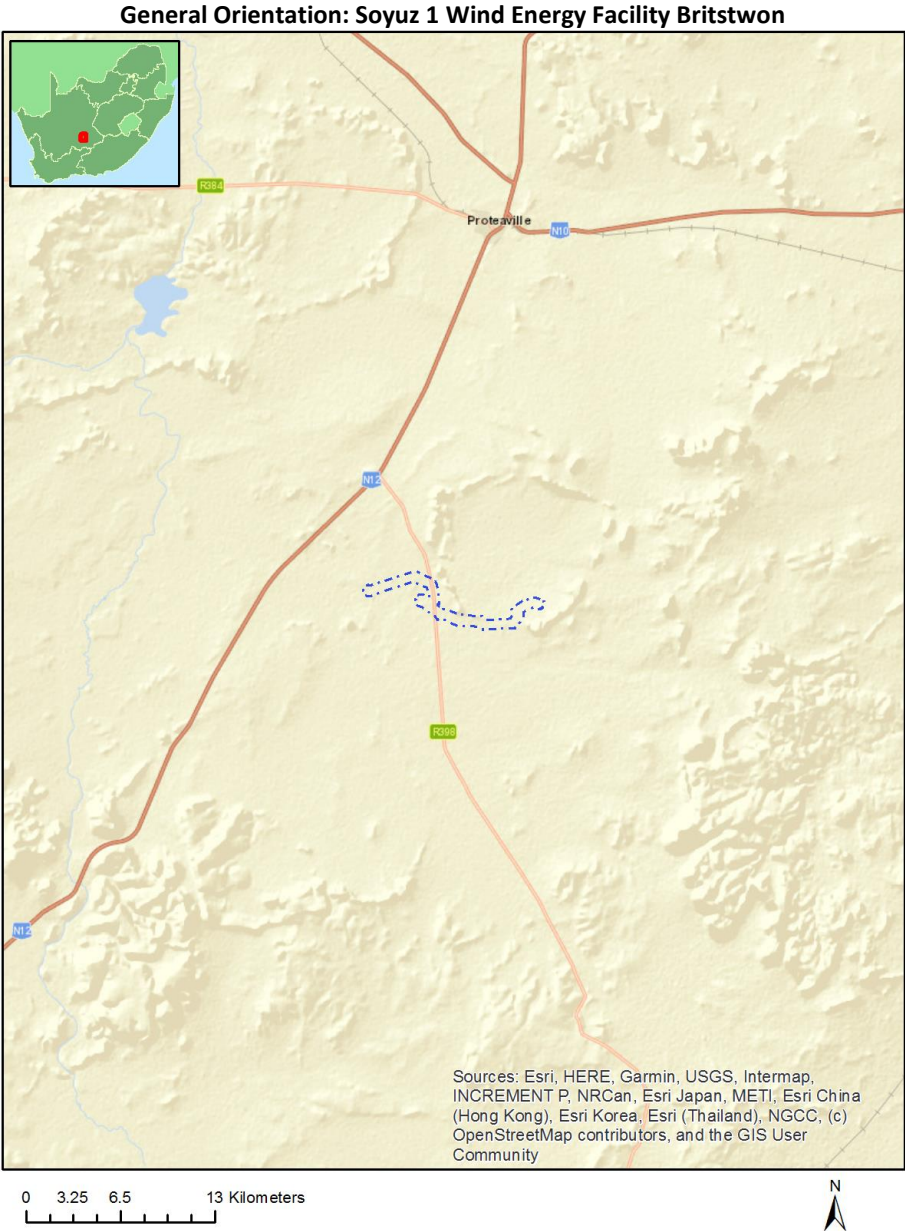 General Orientation: Soyuz 1 Wind Energy Facility Britstwon
R384
Proteaville
N10
N12
R398
N12
Sources: Esri, HERE, Garmin, USGS, Intermap,
INCREMENT P, NRCan, Esri Japan, METI, Esri China
(Hong Kong), Esri Korea, Esri (Thailand), NGCC, (c)
OpenStreetMap contributors, and the GIS User
Community
0 3.25 6.5 13 Kilometers
N